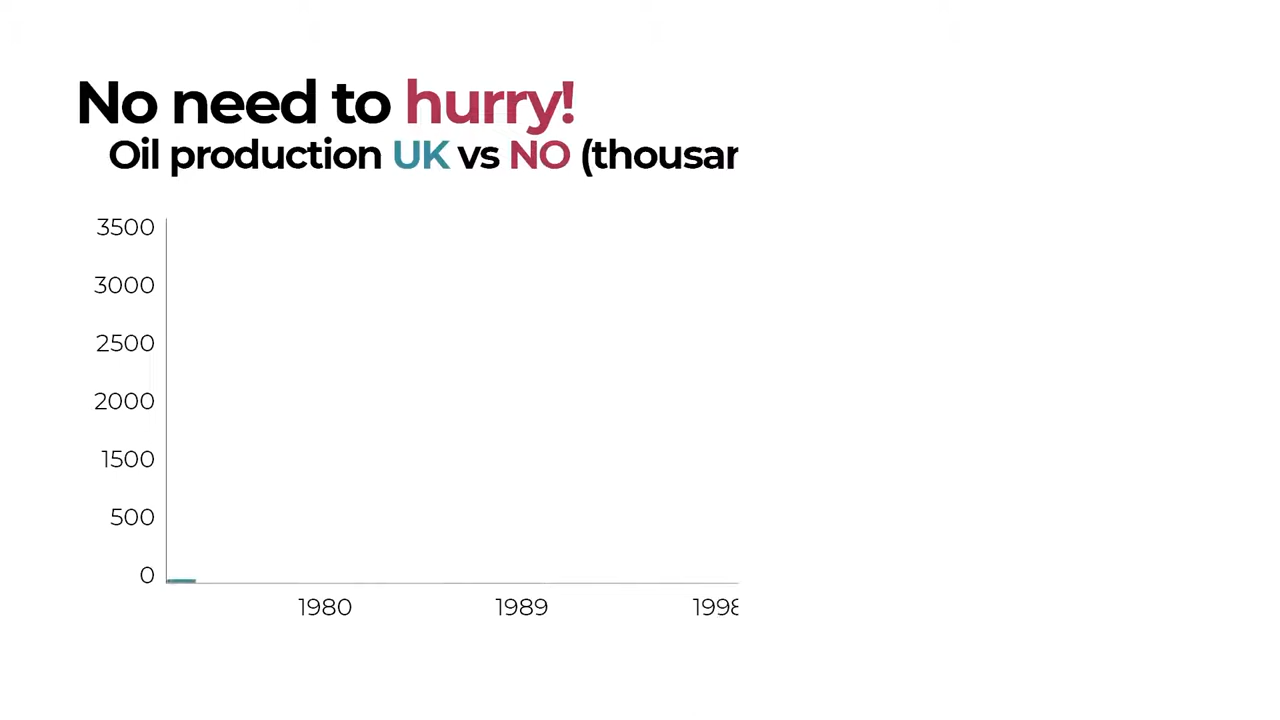 No need to hurry!
Oil production UK vs NO (thousar
3500
3000
2500
2000
1500
500
0
1980 1989 1998